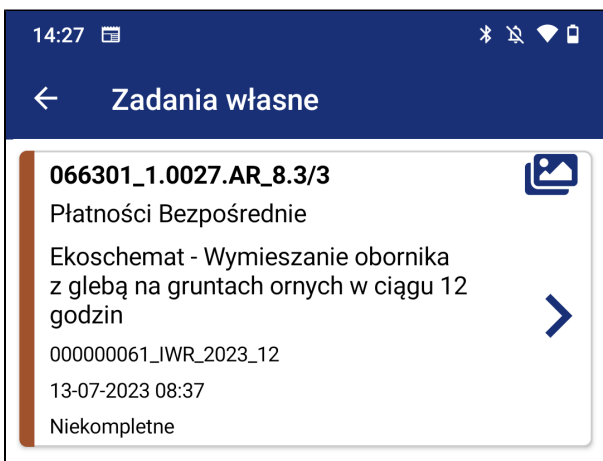 14:27
Zadania własne
066301_1.0027.AR_8.3/3
Płatności Bezpośrednie
Ekoschemat - Wymieszanie obornika
z glebą na gruntach ornych w ciągu 12
godzin
000000061_IWR_2023_12
13-07-2023 08:37
Niekompletne